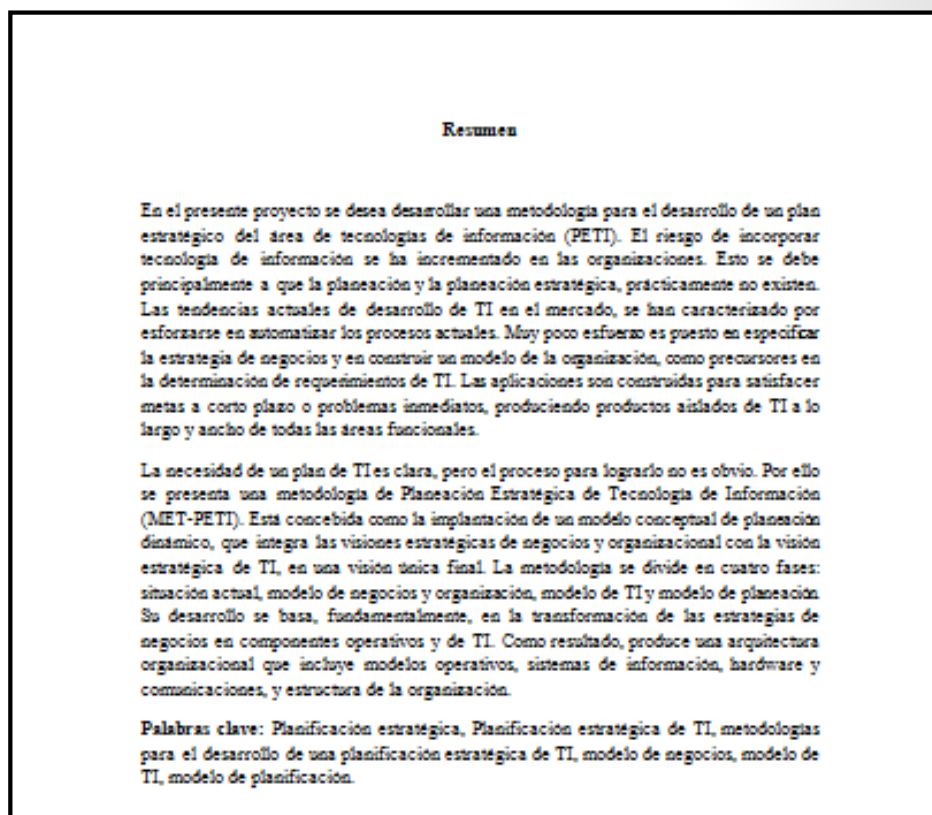 Resumen
En el presente proyecto se desea desarrollar una metodología para el desarrollo de un plan
estratégico del área de tecnologías de información (PETI). El riesgo de incorporar
tecnología de información se ha incrementado en las organizaciones. Esto se debe
principalmente a que la planeación y la planeación estratégica, prácticamente no existen.
Las tendencias actuales de desarrollo de TI en el mercado, se han caracterizado por
esforzarse en automatizar los procesos actuales. Muy poco esfuerzo es puesto en especificar
la estrategia de negocios y en construir un modelo de la organización, como precursores en
la determinación de requerimientos de TI. Las aplicaciones son construidas para satisfacer
metas a corto plazo o problemas inmediatos, produciendo productos aislados de TI a lo
largo y ancho de todas las áreas funcionales.
La necesidad de un plan de TI es clara, pero el proceso para lograrlo no es obvio. Por ello
se presenta una metodología de Planeación Estratégica de Tecnología de Información
(MET-PETI). Está concebida como la implantación de un modelo conceptual de planeación
dinámico, que integra las visiones estratégicas de negocios y organizacional con la visión
estratégica de TI, en una visión única final. La metodología se divide en cuatro fases:
situación actual, modelo de negocios y organización, modelo de TI y modelo de planeación.
Su desarrollo se basa, fundamentalmente, en la transformación de las estrategias de
negocios en componentes operativos y de TI. Como resultado, produce una arquitectura
organizacional que incluye modelos operativos, sistemas de información, hardware y
comunicaciones, y estructura de la organización.
Palabras clave: Planificación estratégica, Planificación estratégica de TI, metodologías
para el desarrollo de una planificación estratégica de TI, modelo de negocios, modelo de
TI, modelo de planificación.